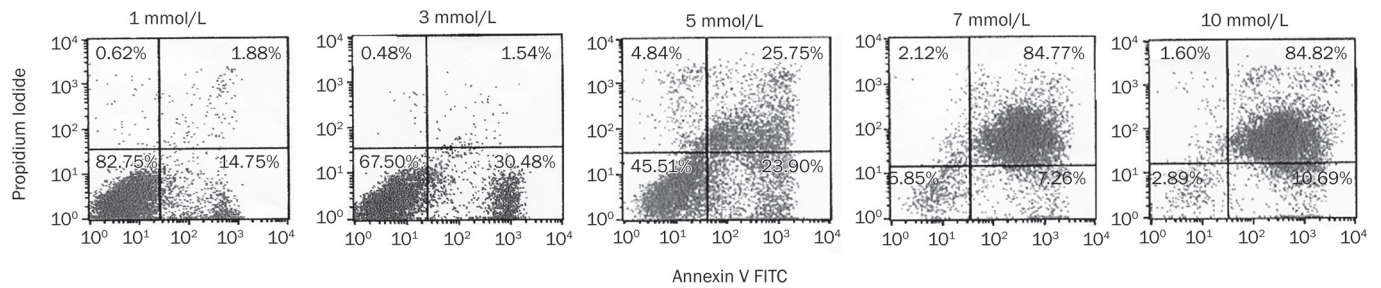 1 mmol/L 3 mmol/L 5 mmol/L 7 mmol/L 10 mmol/L
Propidium Iodide
10⁴ 0.62% 1.88%
10³
10²
82.75% 14.75%
10¹
10⁰
10⁰ 10¹ 10² 10³ 10⁴
10⁴ 0.48% 1.54%
10³
10²
67.50% 30.48%
10¹
10⁰
10⁰ 10¹ 10² 10³ 10⁴
10⁴ 4.84% 25.75%
10³
10²
45.51% 23.90%
10¹
10⁰
10⁰ 10¹ 10² 10³ 10⁴
10⁴ 2.12% 84.77%
10³
10²
10¹
5.85% 7.26%
10⁰
10⁰ 10¹ 10² 10³ 10⁴
10⁴ 1.60% 84.82%
10³
10²
10¹
2.89% 10.69%
10⁰
10⁰ 10¹ 10² 10³ 10⁴
Annexin V FITC